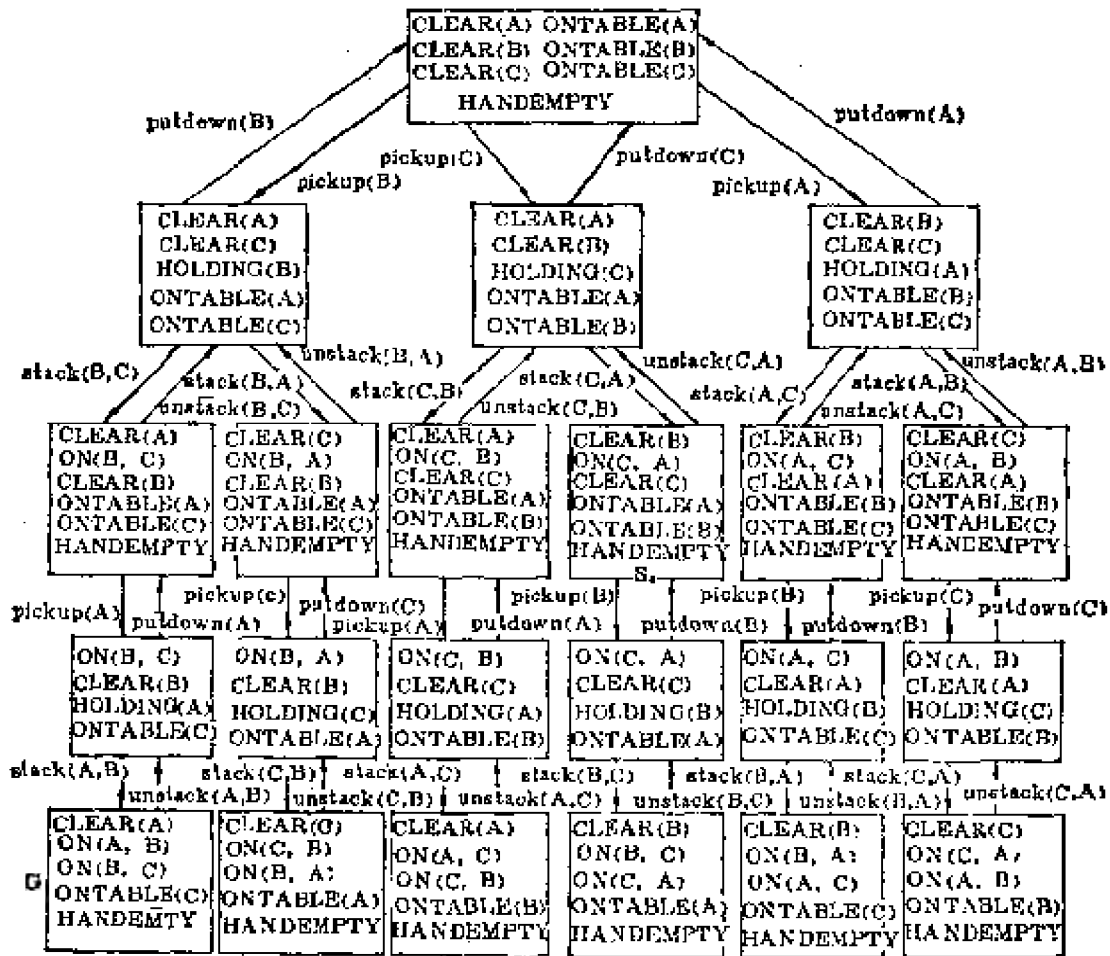 CLEAR(A) ONTABLE(A)
CLEAR(B) ONTABLE(B)
CLEAR(C) ONTABLE(C)
HANDEMPTY
putdown(B)
pickup(B)
pickup(C)
putdown(C)
pickup(A)
putdown(A)
CLEAR(A)
CLEAR(C)
HOLDING(B)
ONTABLE(A)
ONTABLE(C)
CLEAR(A)
CLEAR(B)
HOLDING(C)
ONTABLE(A)
ONTABLE(B)
CLEAR(B)
CLEAR(C)
HOLDING(A)
ONTABLE(B)
ONTABLE(C)
stack(B,C)
unstack(B,C)
stack(B,A)
unstack(B,A)
stack(C,B)
unstack(C,B)
stack(C,A)
unstack(C,A)
stack(A,C)
unstack(A,C)
stack(A,B)
unstack(A,B)
CLEAR(A)
ON(B, C)
CLEAR(B)
ONTABLE(A)
ONTABLE(C)
HANDEMPTY
CLEAR(C)
ON(B, A)
CLEAR(B)
ONTABLE(A)
ONTABLE(C)
HANDEMPTY
CLEAR(A)
ON(C, B)
CLEAR(C)
ONTABLE(A)
ONTABLE(B)
HANDEMPTY
CLEAR(B)
ON(C, A)
CLEAR(C)
ONTABLE(A)
ONTABLE(B)
HANDEMPTY
CLEAR(B)
ON(A, C)
CLEAR(A)
ONTABLE(B)
ONTABLE(C)
HANDEMPTY
CLEAR(C)
ON(A, B)
CLEAR(A)
ONTABLE(B)
ONTABLE(C)
HANDEMPTY
pickup(A)
putdown(A)
pickup(c)
putdown(C)
pickup(A)
putdown(A)
pickup(B)
putdown(B)
pickup(B)
putdown(B)
pickup(c)
putdown(C)
ON(B, C)
CLEAR(B)
HOLDING(A)
ONTABLE(C)
ON(B, A)
CLEAR(B)
HOLDING(C)
ONTABLE(A)
ON(C, B)
CLEAR(C)
HOLDING(A)
ONTABLE(B)
ON(C, A)
CLEAR(C)
HOLDING(B)
ONTABLE(A)
ON(A, C)
CLEAR(A)
HOLDING(B)
ONTABLE(C)
ON(A, B)
CLEAR(A)
HOLDING(C)
ONTABLE(B)
stack(A,B)
unstack(A,B)
stack(C,B)
unstack(C,B)
stack(A,C)
unstack(A,C)
stack(B,C)
unstack(B,C)
stack(B,A)
unstack(B,A)
stack(C,A)
unstack(C,A)
G
CLEAR(A)
ON(A, B)
ON(B, C)
ONTABLE(C)
HANDEMTY
CLEAR(C)
ON(C, B)
ON(B, A)
ONTABLE(A)
HANDEMPTY
CLEAR(A)
ON(A, C)
ON(C, B)
ONTABLE(B)
HANDEMPTY
CLEAR(B)
ON(B, C)
ON(C, A)
ONTABLE(A)
HANDEMPTY
CLEAR(B)
ON(B, A)
ON(A, C)
ONTABLE(C)
HANDEMPTY
CLEAR(C)
ON(C, A)
ON(A, B)
ONTABLE(B)
HANDEMPTY